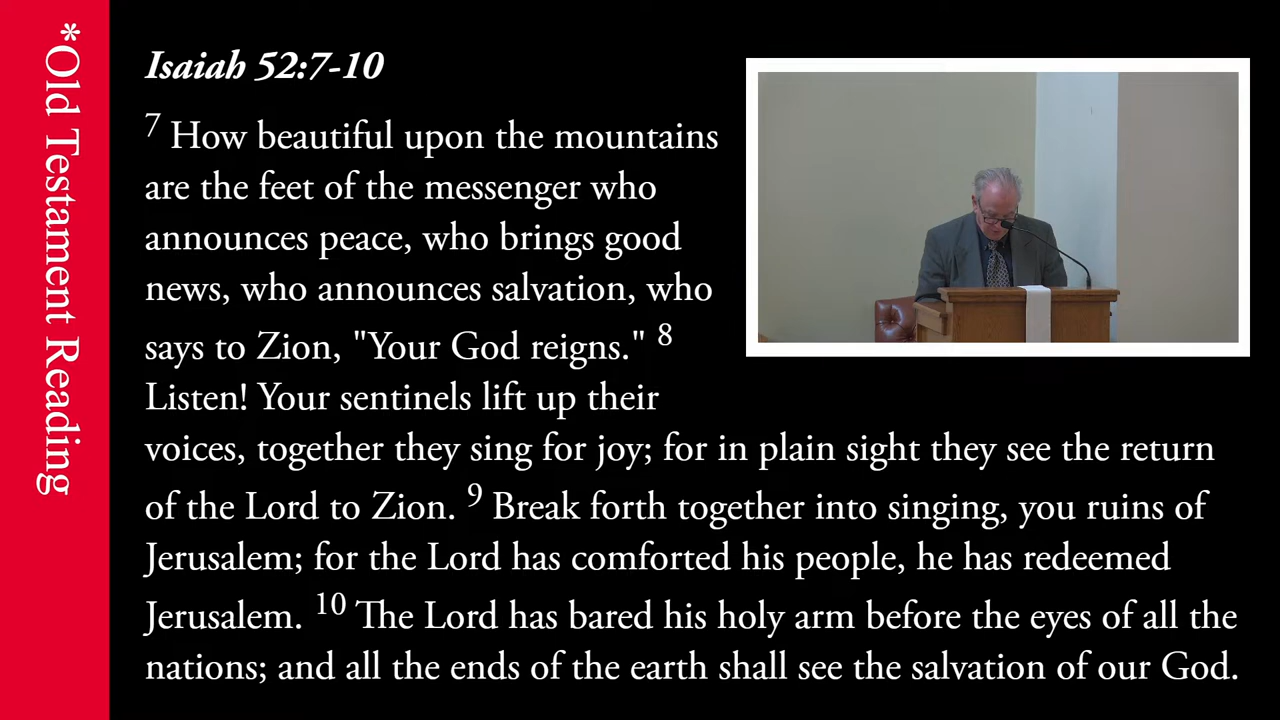 *Old Testament Reading
Isaiah 52:7-10
7 How beautiful upon the mountains
are the feet of the messenger who
announces peace, who brings good
news, who announces salvation, who
says to Zion, "Your God reigns." 8
Listen! Your sentinels lift up their
voices, together they sing for joy; for in plain sight they see the return
of the Lord to Zion. 9 Break forth together into singing, you ruins of
Jerusalem; for the Lord has comforted his people, he has redeemed
Jerusalem. 10 The Lord has bared his holy arm before the eyes of all the
nations; and all the ends of the earth shall see the salvation of our God.